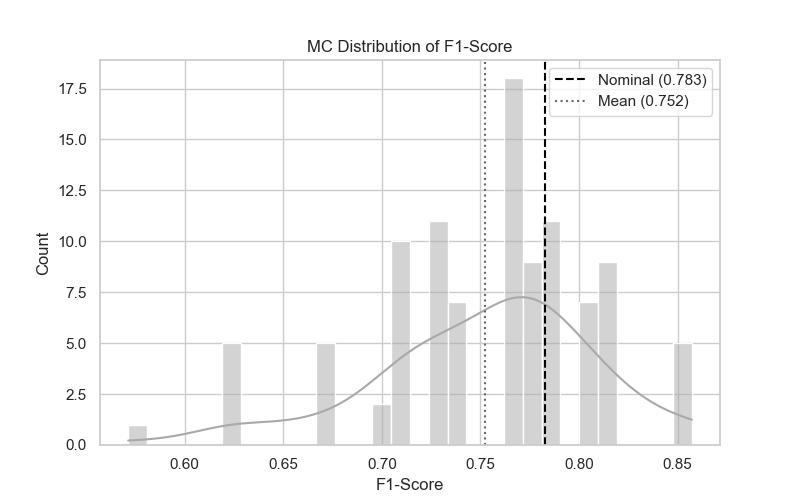 MC Distribution of F1-Score
Nominal (0.783)
Mean (0.752)
Count
17.5
15.0
12.5
10.0
7.5
5.0
2.5
0.0
0.60 0.65 0.70 0.75 0.80 0.85
F1-Score